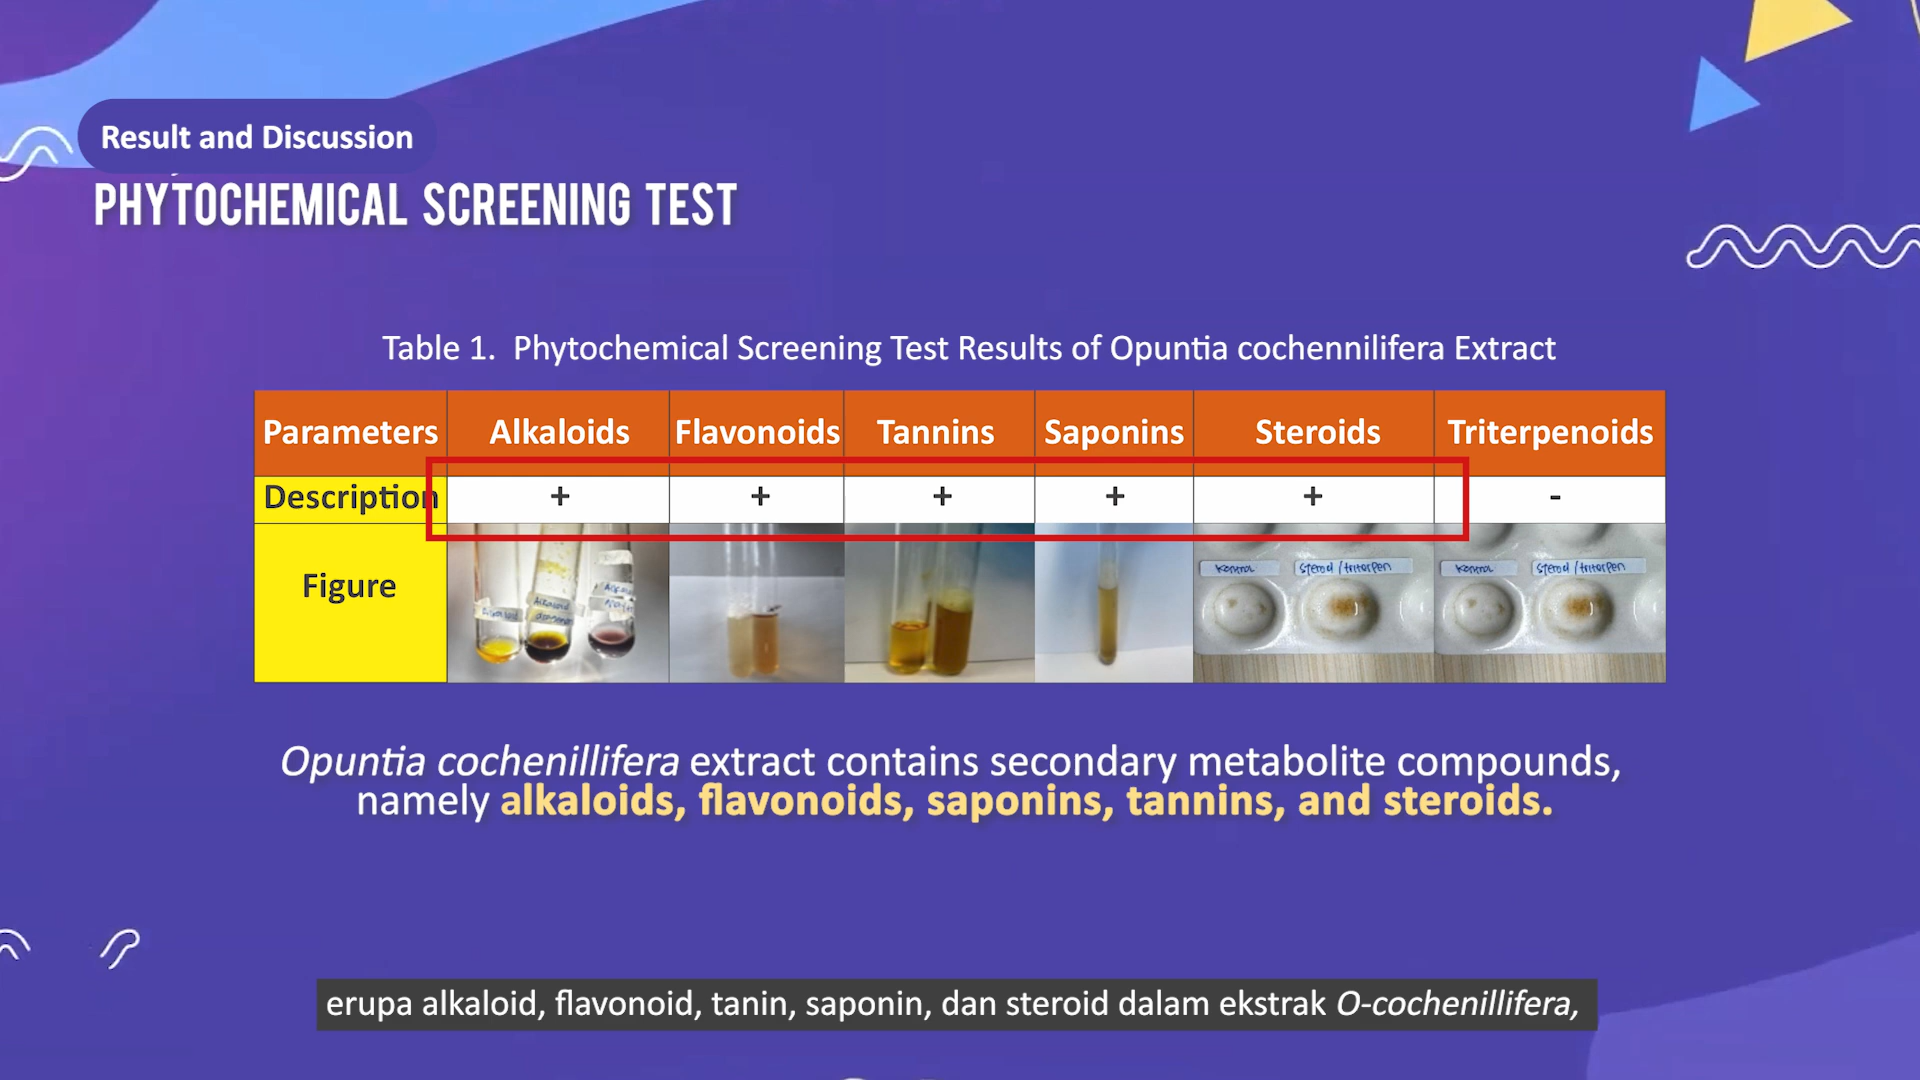 Result and Discussion
PHYTOCHEMICAL SCREENING TEST
Table 1. Phytochemical Screening Test Results of Opuntia cochennilifera Extract
Parameters Alkaloids Flavonoids Tannins Saponins Steroids Triterpenoids
Description + + + + + -
Figure
Kontrol Sterod/triterpen Kontrol Sterod/triterpen
Opuntia cochenillifera extract contains secondary metabolite compounds,
namely alkaloids, flavonoids, saponins, tannins, and steroids.
erupa alkaloid, flavonoid, tanin, saponin, dan steroid dalam ekstrak O-cochenillifera,